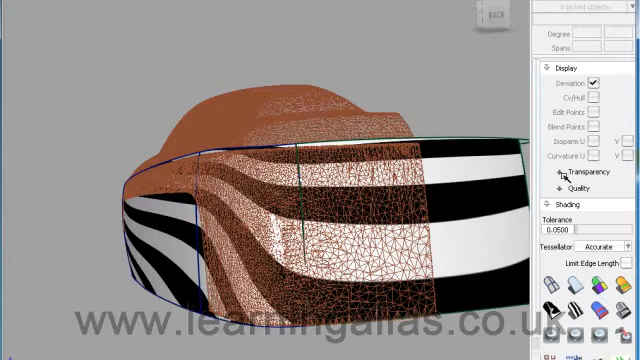 0 picked objects
BACK
Degree
Spans
Display
Deviation
Cv/Hull
Edit Points
Blend Points
Isoparm U V
Curvature U V
Transparency
Quality
Shading
Tolerance
0.0500
Tessellator Accurate
Limit Edge Length
www.learningalias.co.uk